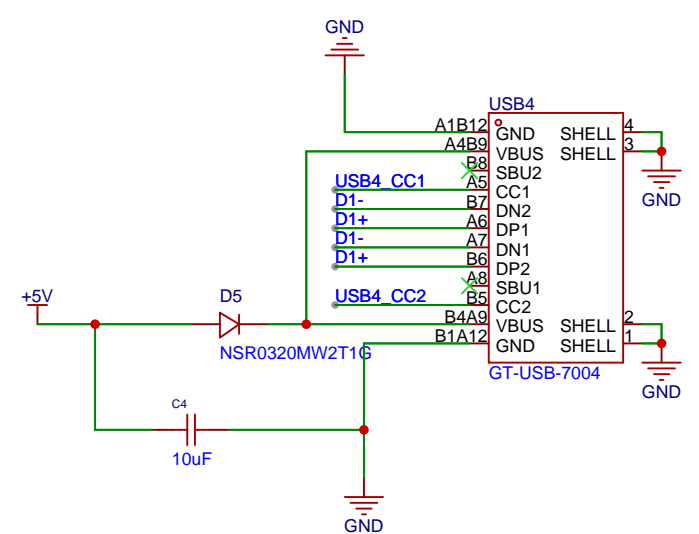 GND
USB4
A1B12 GND SHELL 4
A4B9 VBUS SHELL 3
B8 SBU2
USB4_CC1 A5 CC1
D1- B7 DN2
D1+ A6 DP1
D1- A7 DN1
D1+ B6 DP2
A8 SBU1
USB4_CC2 B5 CC2
B4A9 VBUS SHELL 2
B1A12 GND SHELL 1
GND
GND
GT-USB-7004
+5V
D5
NSR0320MW2T1G
C4
10uF
GND